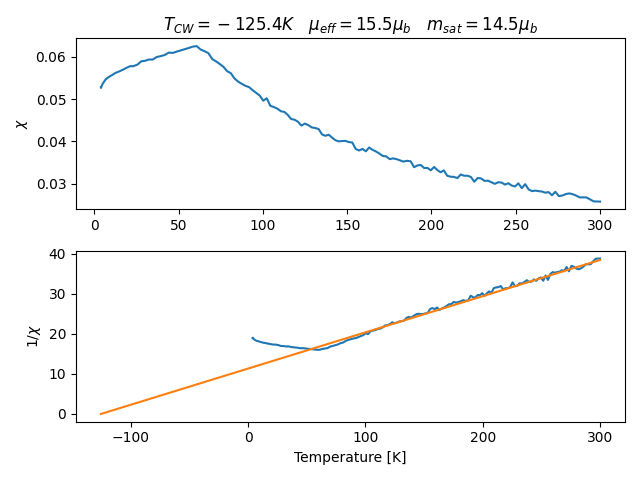 T_CW = −125.4K μ_eff = 15.5μ_b m_sat = 14.5μ_b
0.06
0.05
0.04
0.03
χ
0 50 100 150 200 250 300
40
30
20
10
0
1/χ
−100 0 100 200 300
Temperature [K]